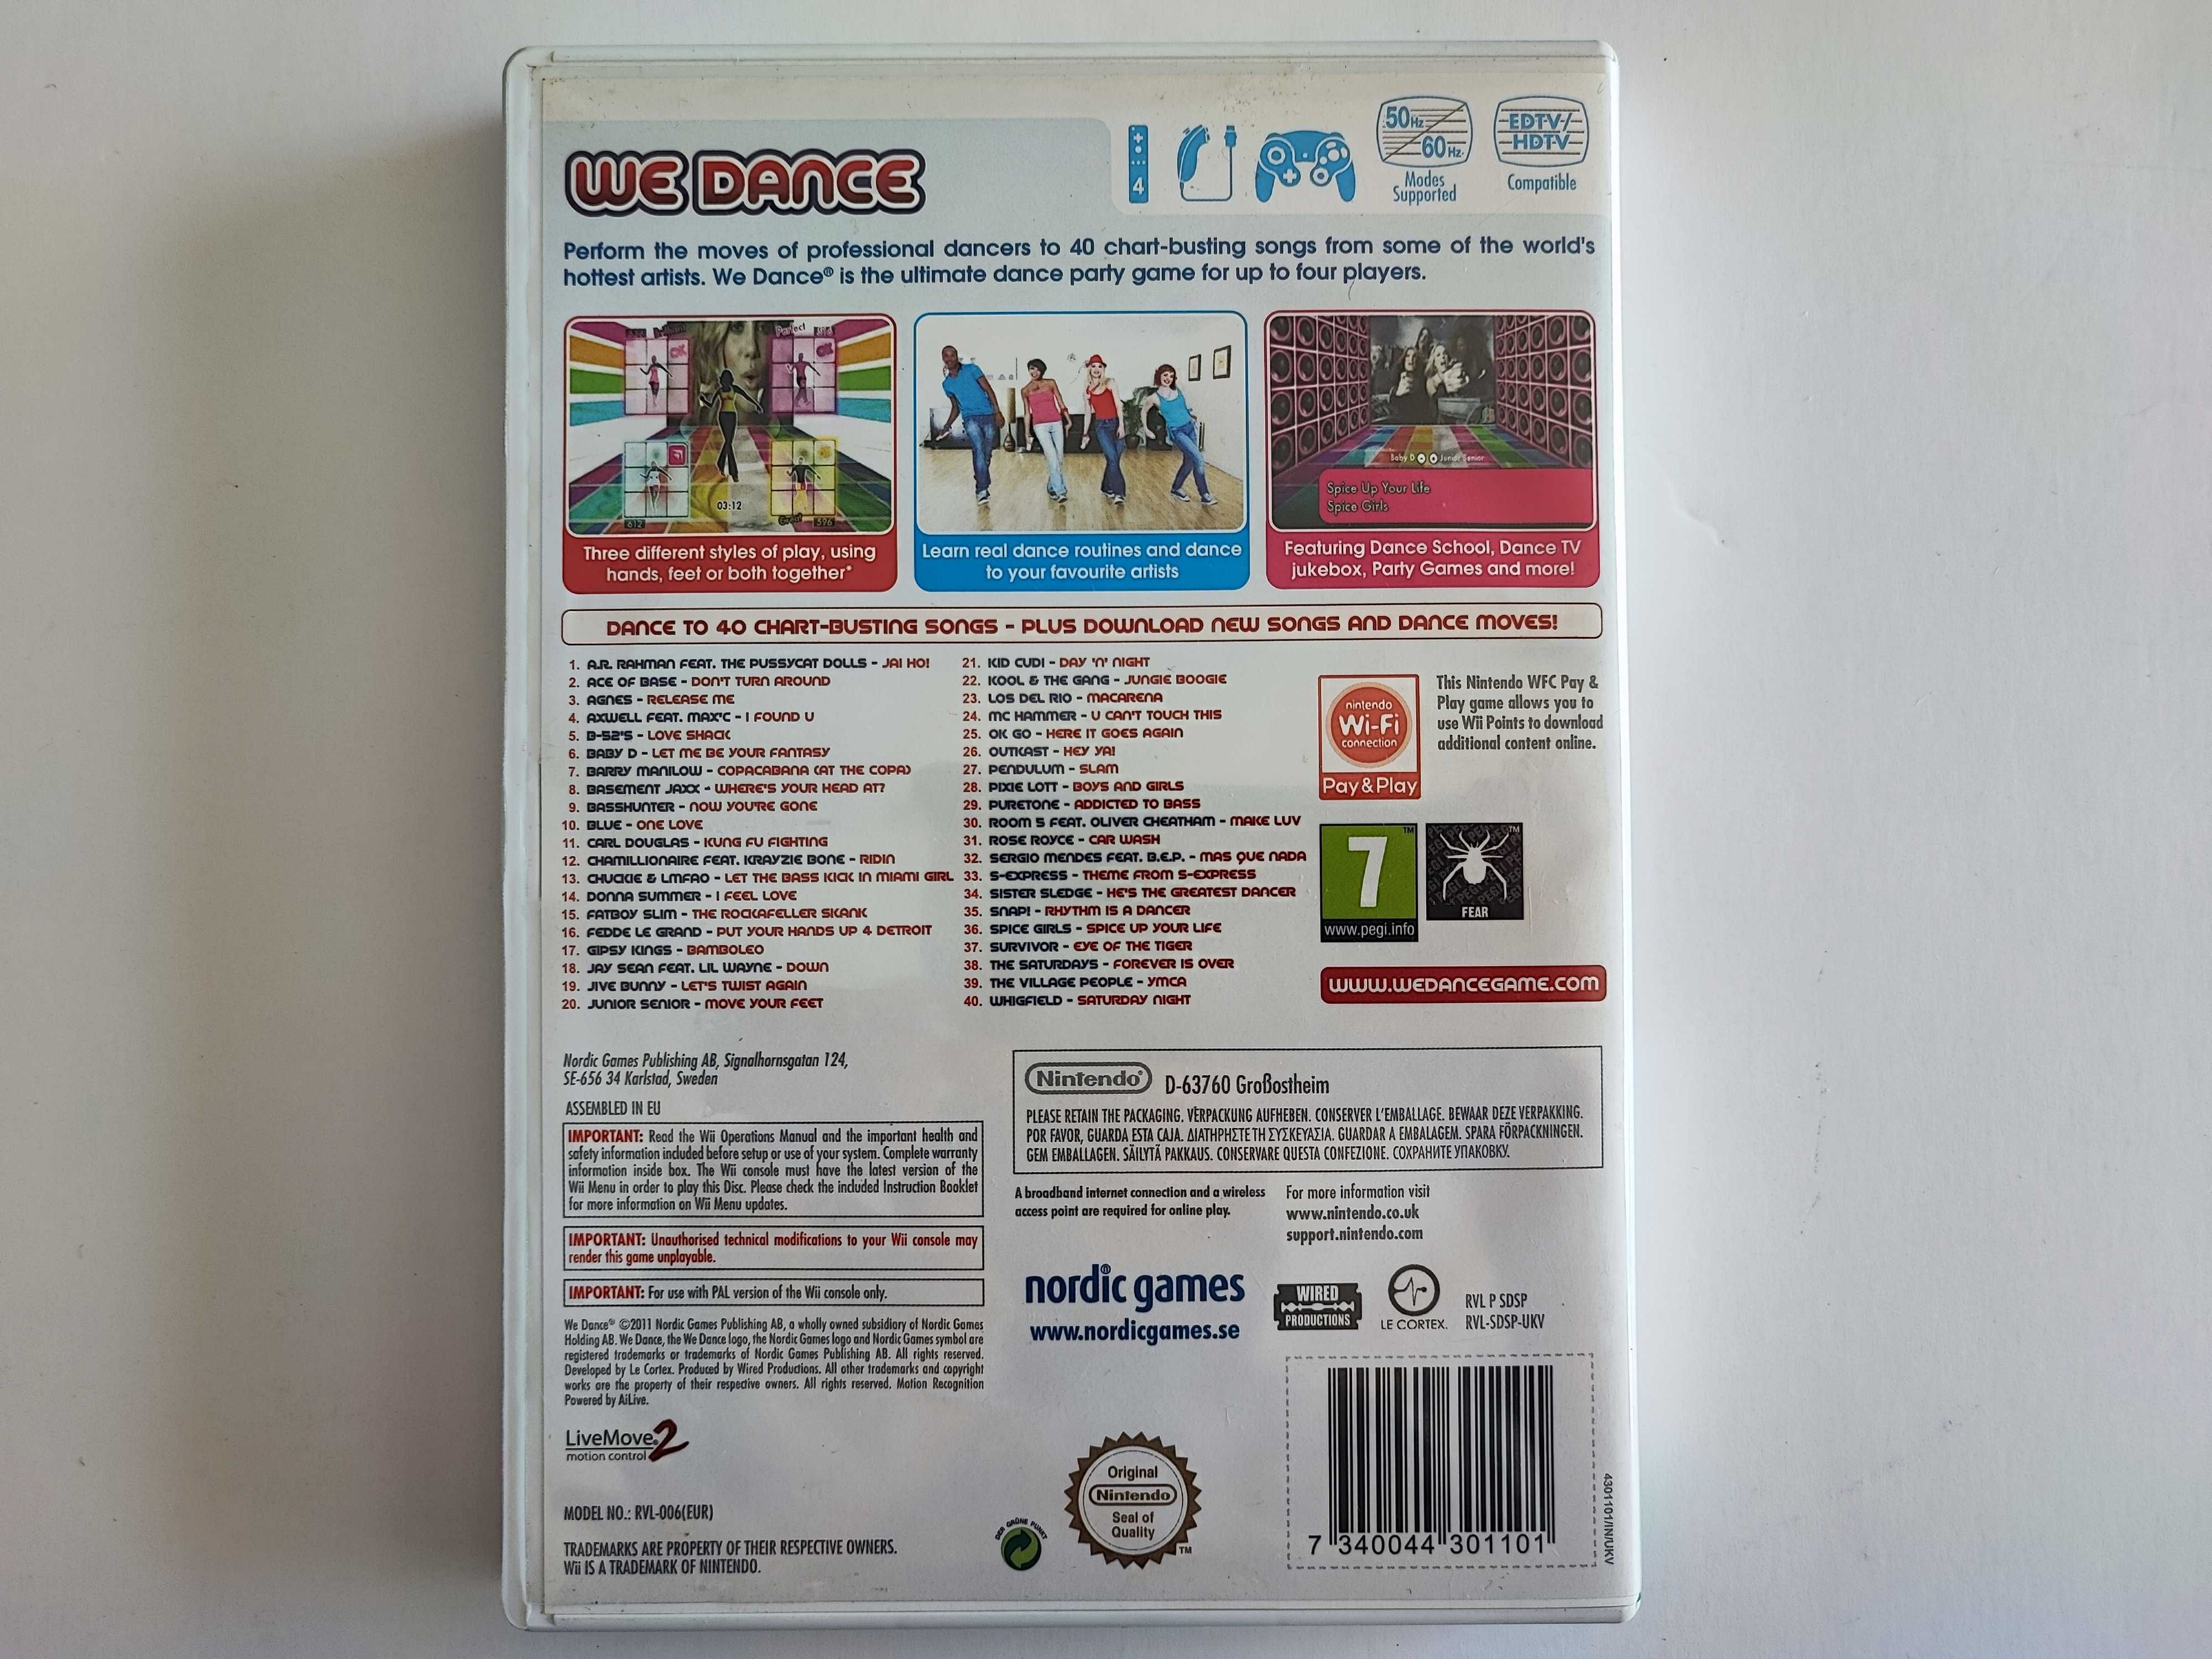 WE DANCE
4
50Hz
60Hz
Modes
Supported
EDTV/
HDTV
Compatible
Perform the moves of professional dancers to 40 chart-busting songs from some of the world's
hottest artists. We Dance® is the ultimate dance party game for up to four players.
Perfect
OK
03:12
612
Great
596
Three different styles of play, using
hands, feet or both together*
Learn real dance routines and dance
to your favourite artists
Baby D Junior Senior
Spice Up Your Life
Spice Girls
Featuring Dance School, Dance TV
jukebox, Party Games and more!
DANCE TO 40 CHART-BUSTING SONGS - PLUS DOWNLOAD NEW SONGS AND DANCE MOVES!
1. A.R. RAHMAN FEAT. THE PUSSYCAT DOLLS - JAI HO!
2. ACE OF BASE - DON'T TURN AROUND
3. AGNES - RELEASE ME
4. AXWELL FEAT. MAX'C - I FOUND U
5. B-52'S - LOVE SHACK
6. BABY D - LET ME BE YOUR FANTASY
7. BARRY MANILOW - COPACABANA (AT THE COPA)
8. BASEMENT JAXX - WHERE'S YOUR HEAD AT?
9. BASSHUNTER - NOW YOU'RE GONE
10. BLUE - ONE LOVE
11. CARL DOUGLAS - KUNG FU FIGHTING
12. CHAMILLIONAIRE FEAT. KRAYZIE BONE - RIDIN
13. CHUCKIE & LMFAO - LET THE BASS KICK IN MIAMI GIRL
14. DONNA SUMMER - I FEEL LOVE
15. FATBOY SLIM - THE ROCKAFELLER SKANK
16. FEDDE LE GRAND - PUT YOUR HANDS UP 4 DETROIT
17. GIPSY KINGS - BAMBOLEO
18. JAY SEAN FEAT. LIL WAYNE - DOWN
19. JIVE BUNNY - LET'S TWIST AGAIN
20. JUNIOR SENIOR - MOVE YOUR FEET
21. KID CUDI - DAY 'N' NIGHT
22. KOOL & THE GANG - JUNGIE BOOGIE
23. LOS DEL RIO - MACARENA
24. MC HAMMER - U CAN'T TOUCH THIS
25. OK GO - HERE IT GOES AGAIN
26. OUTKAST - HEY YA!
27. PENDULUM - SLAM
28. PIXIE LOTT - BOYS AND GIRLS
29. PURETONE - ADDICTED TO BASS
30. ROOM 5 FEAT. OLIVER CHEATHAM - MAKE LUV
31. ROSE ROYCE - CAR WASH
32. SERGIO MENDES FEAT. B.E.P. - MAS QUE NADA
33. S-EXPRESS - THEME FROM S-EXPRESS
34. SISTER SLEDGE - HE'S THE GREATEST DANCER
35. SNAP! - RHYTHM IS A DANCER
36. SPICE GIRLS - SPICE UP YOUR LIFE
37. SURVIVOR - EYE OF THE TIGER
38. THE SATURDAYS - FOREVER IS OVER
39. THE VILLAGE PEOPLE - YMCA
40. WHIGFIELD - SATURDAY NIGHT
nintendo
Wi-Fi
connection
Pay & Play
This Nintendo WFC Pay &
Play game allows you to
use Wii Points to download
additional content online.
7
TM
www.pegi.info
TM
FEAR
WWW.WEDANCEGAME.COM
Nordic Games Publishing AB, Signalhornsgatan 124,
SE-656 34 Karlstad, Sweden
ASSEMBLED IN EU
IMPORTANT: Read the Wii Operations Manual and the important health and
safety information included before setup or use of your system. Complete warranty
information inside box. The Wii console must have the latest version of the
Wii Menu in order to play this Disc. Please check the included Instruction Booklet
for more information on Wii Menu updates.
IMPORTANT: Unauthorised technical modifications to your Wii console may
render this game unplayable.
IMPORTANT: For use with PAL version of the Wii console only.
We Dance® ©2011 Nordic Games Publishing AB, a wholly owned subsidiary of Nordic Games
Holding AB. We Dance, the We Dance logo, the Nordic Games logo and Nordic Games symbol are
registered trademarks or trademarks of Nordic Games Publishing AB. All rights reserved.
Developed by Le Cortex. Produced by Wired Productions. All other trademarks and copyright
works are the property of their respective owners. All rights reserved. Motion Recognition
Powered by AiLive.
LiveMove 2
motion control
MODEL NO.: RVL-006(EUR)
TRADEMARKS ARE PROPERTY OF THEIR RESPECTIVE OWNERS.
Wii IS A TRADEMARK OF NINTENDO.
Nintendo® D-63760 Großostheim
PLEASE RETAIN THE PACKAGING. VERPACKUNG AUFHEBEN. CONSERVER L'EMBALLAGE. BEWAAR DEZE VERPAKKING.
POR FAVOR, GUARDA ESTA CAJA. ΔΙΑΤΗΡΗΣΤΕ ΤΗ ΣΥΣΚΕΥΑΣΙΑ. GUARDAR A EMBALAGEM. SPARA FÖRPACKNINGEN.
GEM EMBALLAGEN. SÄILYTÄ PAKKAUS. CONSERVARE QUESTA CONFEZIONE. СОХРАНИТЕ УПАКОВКУ.
A broadband internet connection and a wireless
access point are required for online play.
For more information visit
www.nintendo.co.uk
support.nintendo.com
nordic games
www.nordicgames.se
WIRED
PRODUCTIONS
LE CORTEX.
RVL P SDSP
RVL-SDSP-UKV
DER GRÜNE PUNKT
Original
Nintendo
Seal of
Quality
TM
7 340044 301101
4301101/IN/UKV